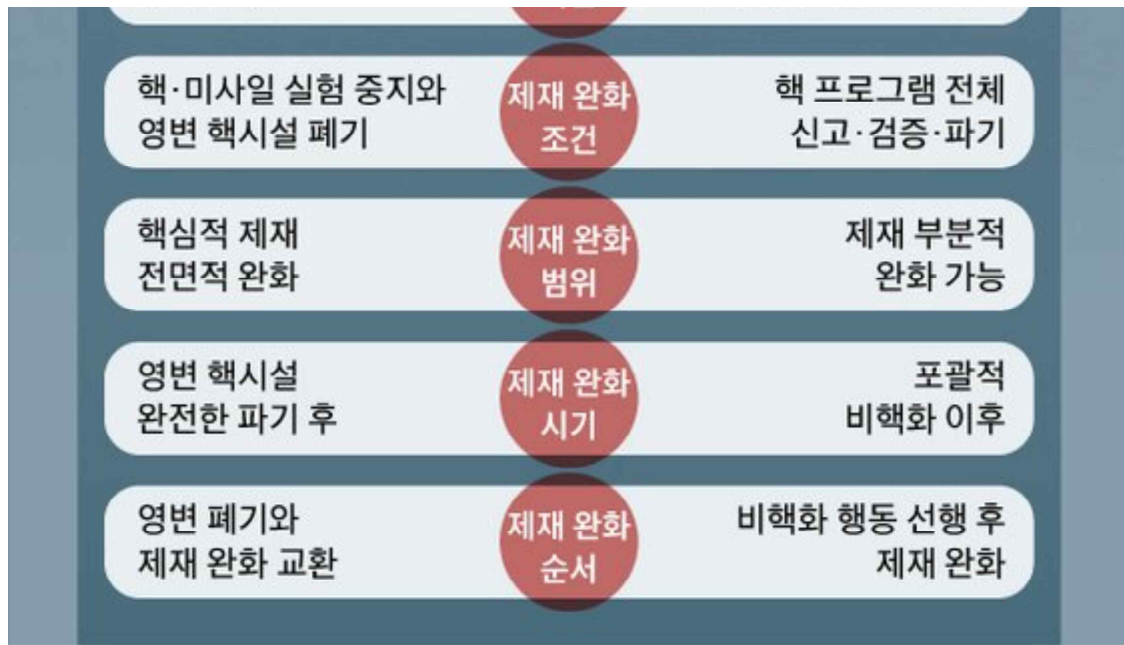 핵·미사일 실험 중지와
영변 핵시설 폐기
제재 완화
조건
핵 프로그램 전체
신고·검증·파기
핵심적 제재
전면적 완화
제재 완화
범위
제재 부분적
완화 가능
영변 핵시설
완전한 파기 후
제재 완화
시기
포괄적
비핵화 이후
영변 폐기와
제재 완화 교환
제재 완화
순서
비핵화 행동 선행 후
제재 완화